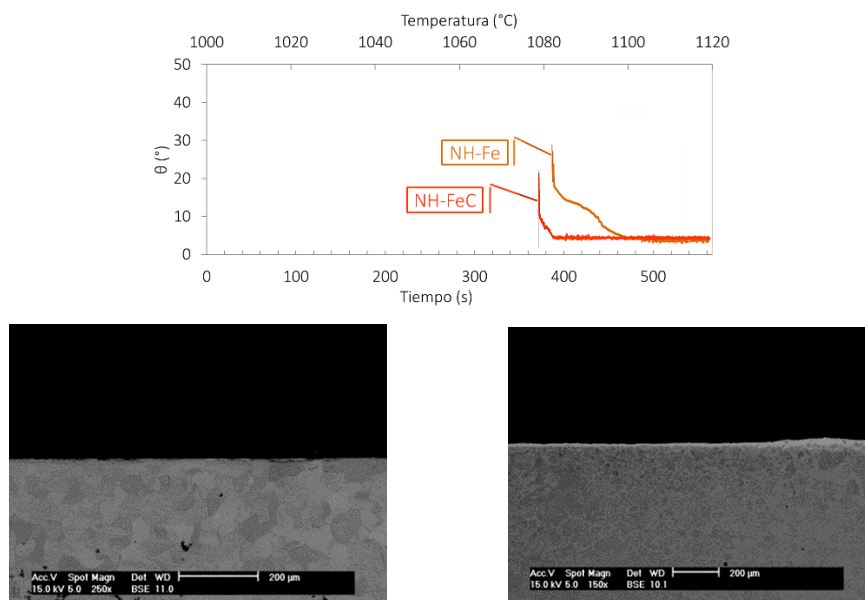 Temperatura (°C)
1000 1020 1040 1060 1080 1100 1120
50
40
30
20
10
0
θ (°)
NH-Fe
NH-FeC
0 100 200 300 400 500
Tiempo (s)
Acc.V Spot Magn Det WD 200 µm
15.0 kV 5.0 250x BSE 11.0
Acc.V Spot Magn Det WD 200 µm
15.0 kV 5.0 150x BSE 10.1